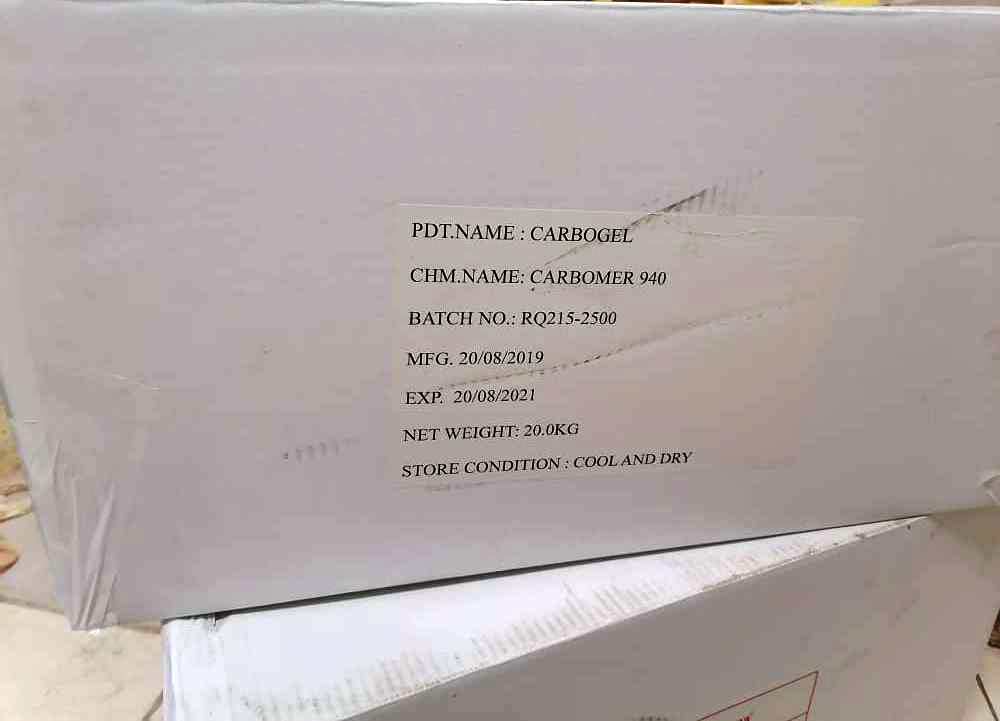 PDT.NAME : CARBOGEL
CHM.NAME: CARBOMER 940
BATCH NO.: RQ215-2500
MFG. 20/08/2019
EXP. 20/08/2021
NET WEIGHT: 20.0KG
STORE CONDITION : COOL AND DRY